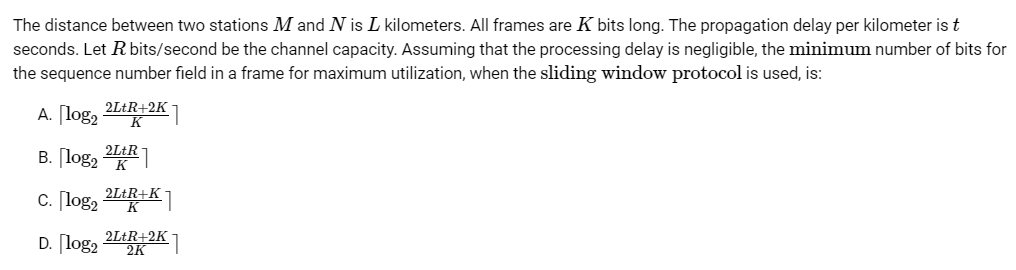 The distance between two stations M and N is L kilometers. All frames are K bits long. The propagation delay per kilometer is t
seconds. Let R bits/second be the channel capacity. Assuming that the processing delay is negligible, the minimum number of bits for
the sequence number field in a frame for maximum utilization, when the sliding window protocol is used, is:
A. ⌈log₂ (2LtR+2K)/K⌉
B. ⌈log₂ 2LtR/K⌉
C. ⌈log₂ (2LtR+K)/K⌉
D. ⌈log₂ (2LtR+2K)/2K⌉